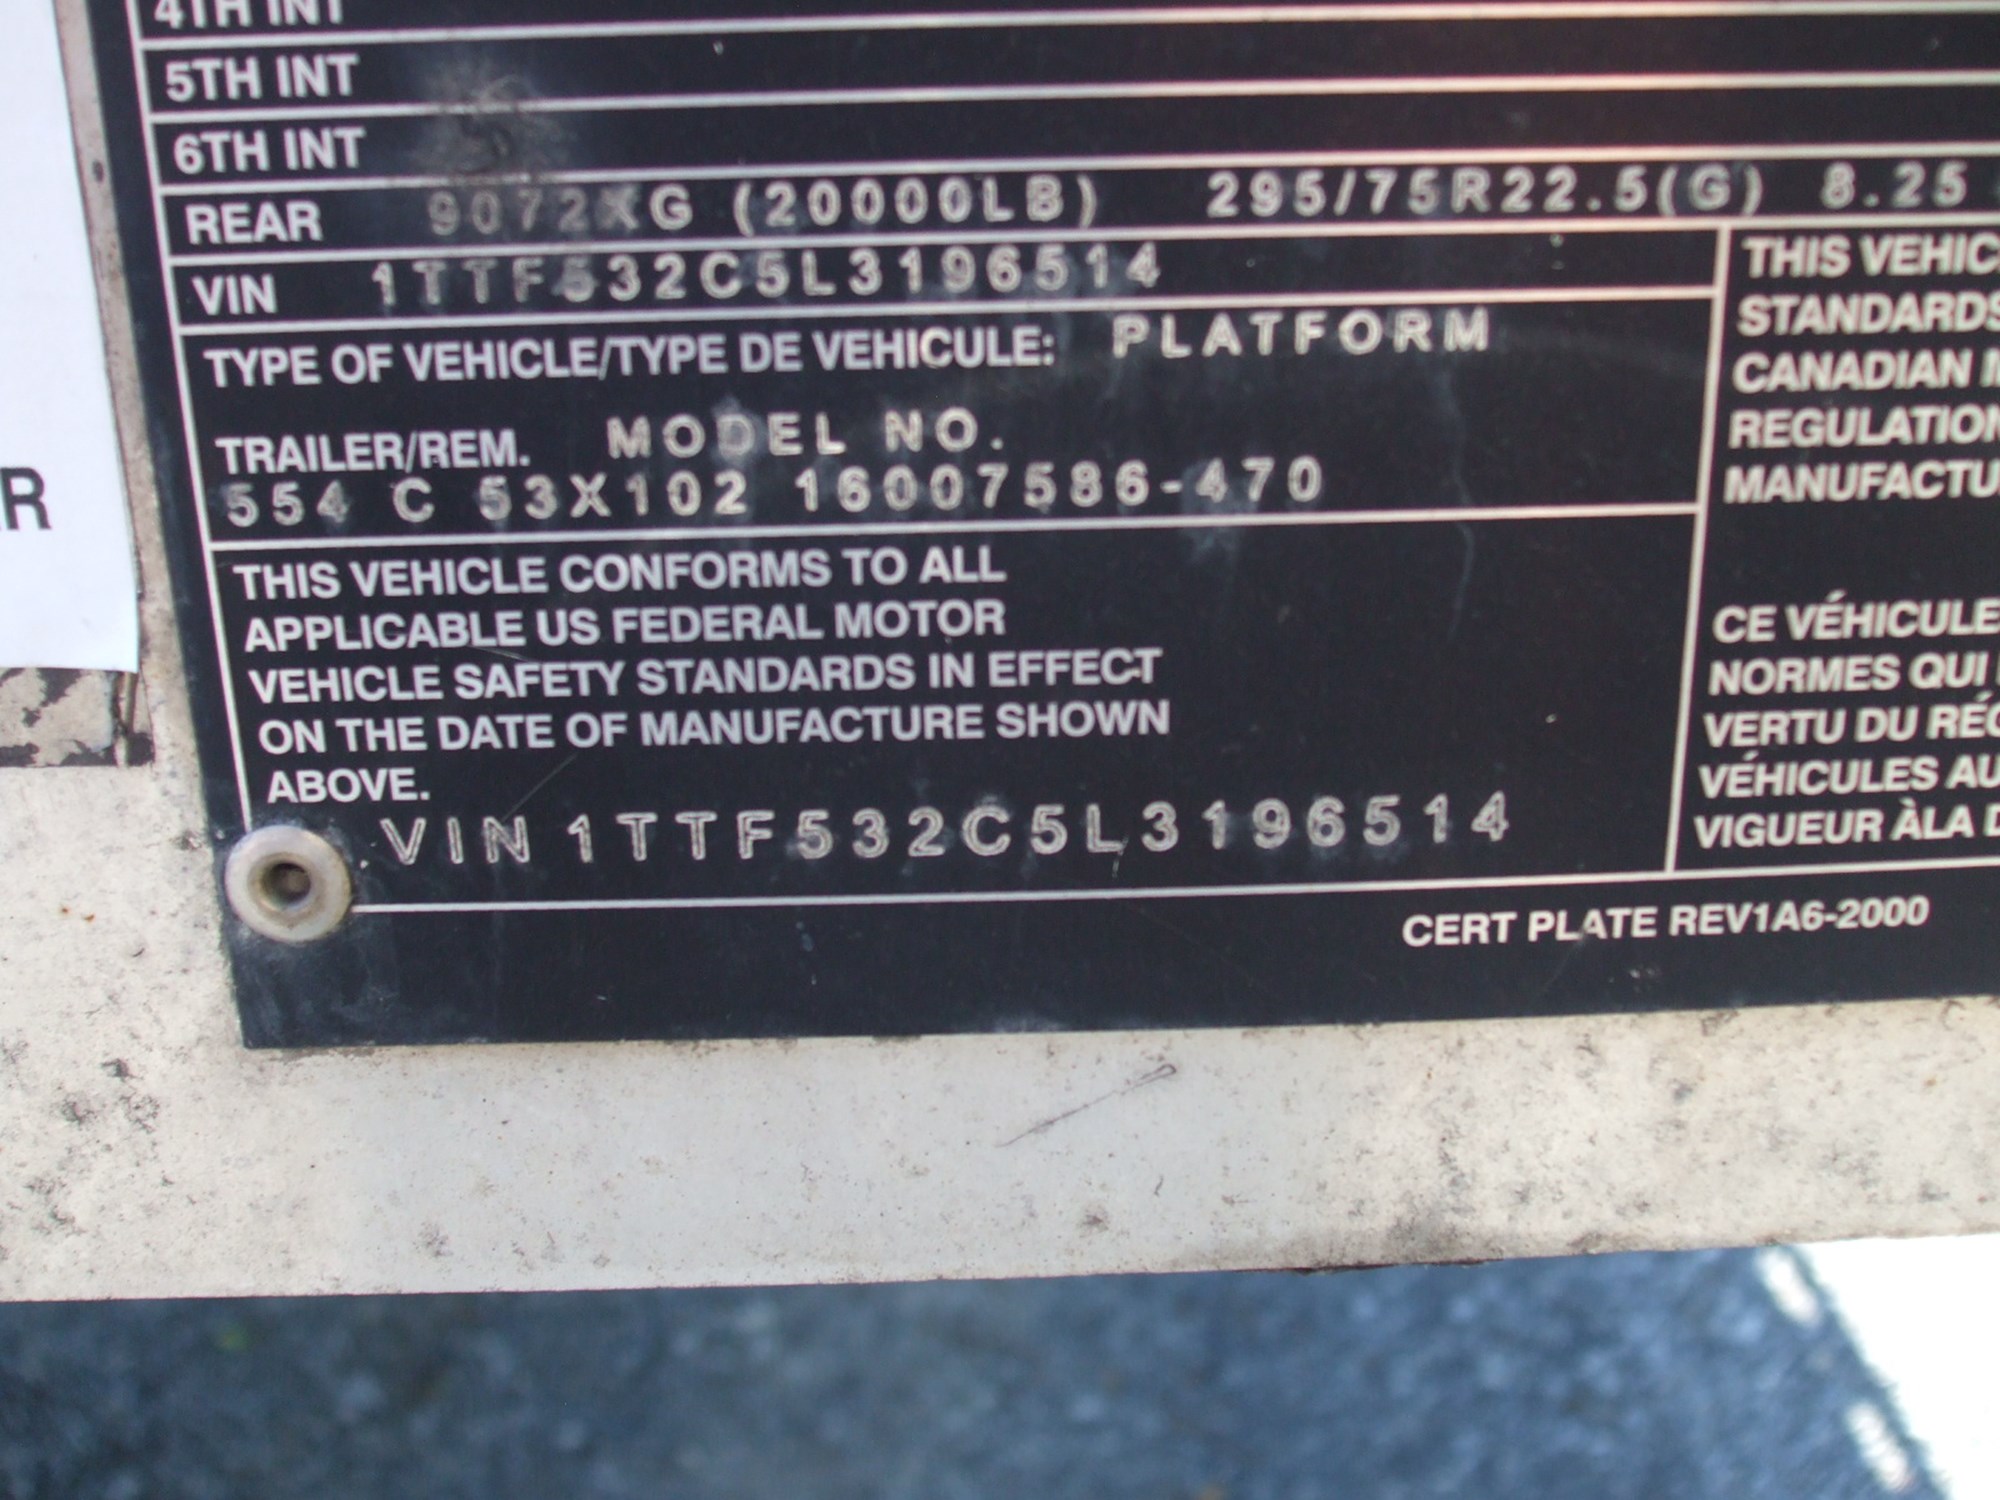 4TH INT
5TH INT
6TH INT
REAR 9072KG (20000LB) 295/75R22.5(G) 8.25
VIN 1TTF532C5L3196514
TYPE OF VEHICLE/TYPE DE VEHICULE: PLATFORM
TRAILER/REM. MODEL NO.
554 C 53X102 16007586-470
THIS VEHICLE CONFORMS TO ALL
APPLICABLE US FEDERAL MOTOR
VEHICLE SAFETY STANDARDS IN EFFECT
ON THE DATE OF MANUFACTURE SHOWN
ABOVE.
VIN 1TTF532C5L3196514
THIS VEHIC
STANDARDS
CANADIAN
REGULATION
MANUFACTU
CE VÉHICULE
NORMES QUI
VERTU DU RÉG
VÉHICULES AU
VIGUEUR ÀLA D
CERT PLATE REV1A6-2000
R